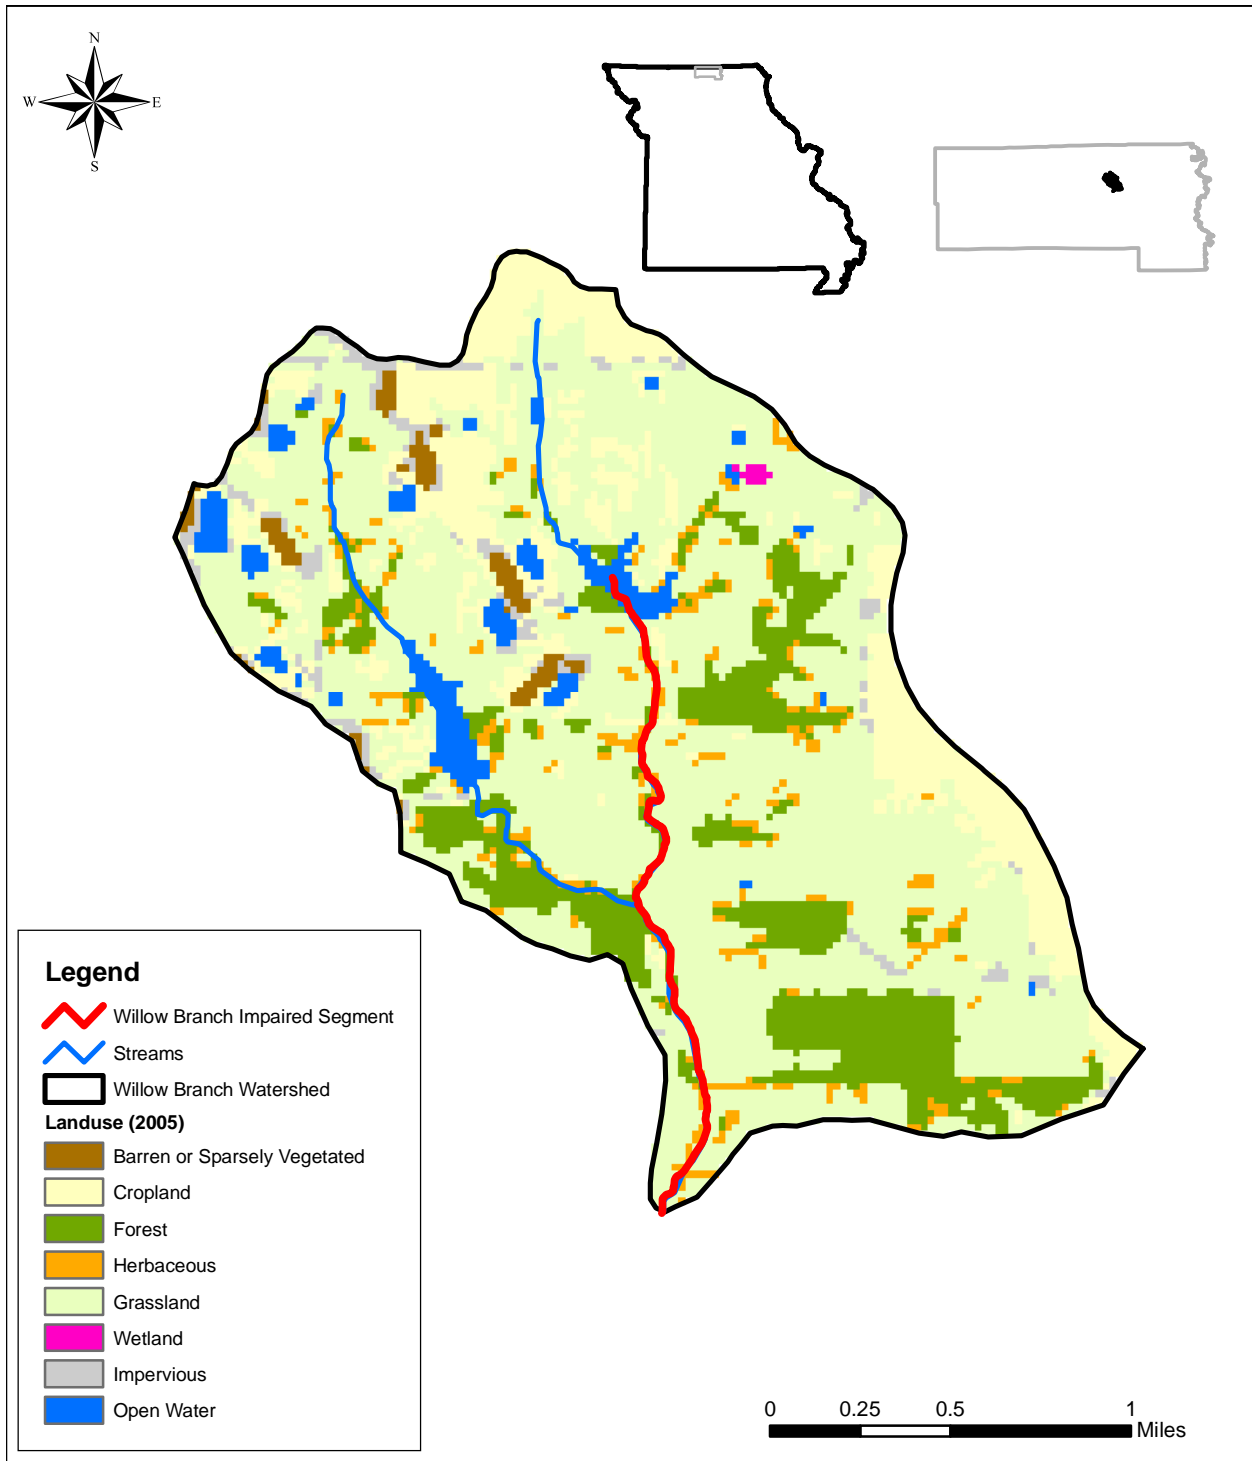 N
W E
S
Legend
Willow Branch Impaired Segment
Streams
Willow Branch Watershed
Landuse (2005)
Barren or Sparsely Vegetated
Cropland
Forest
Herbaceous
Grassland
Wetland
Impervious
Open Water
0 0.25 0.5 1
Miles